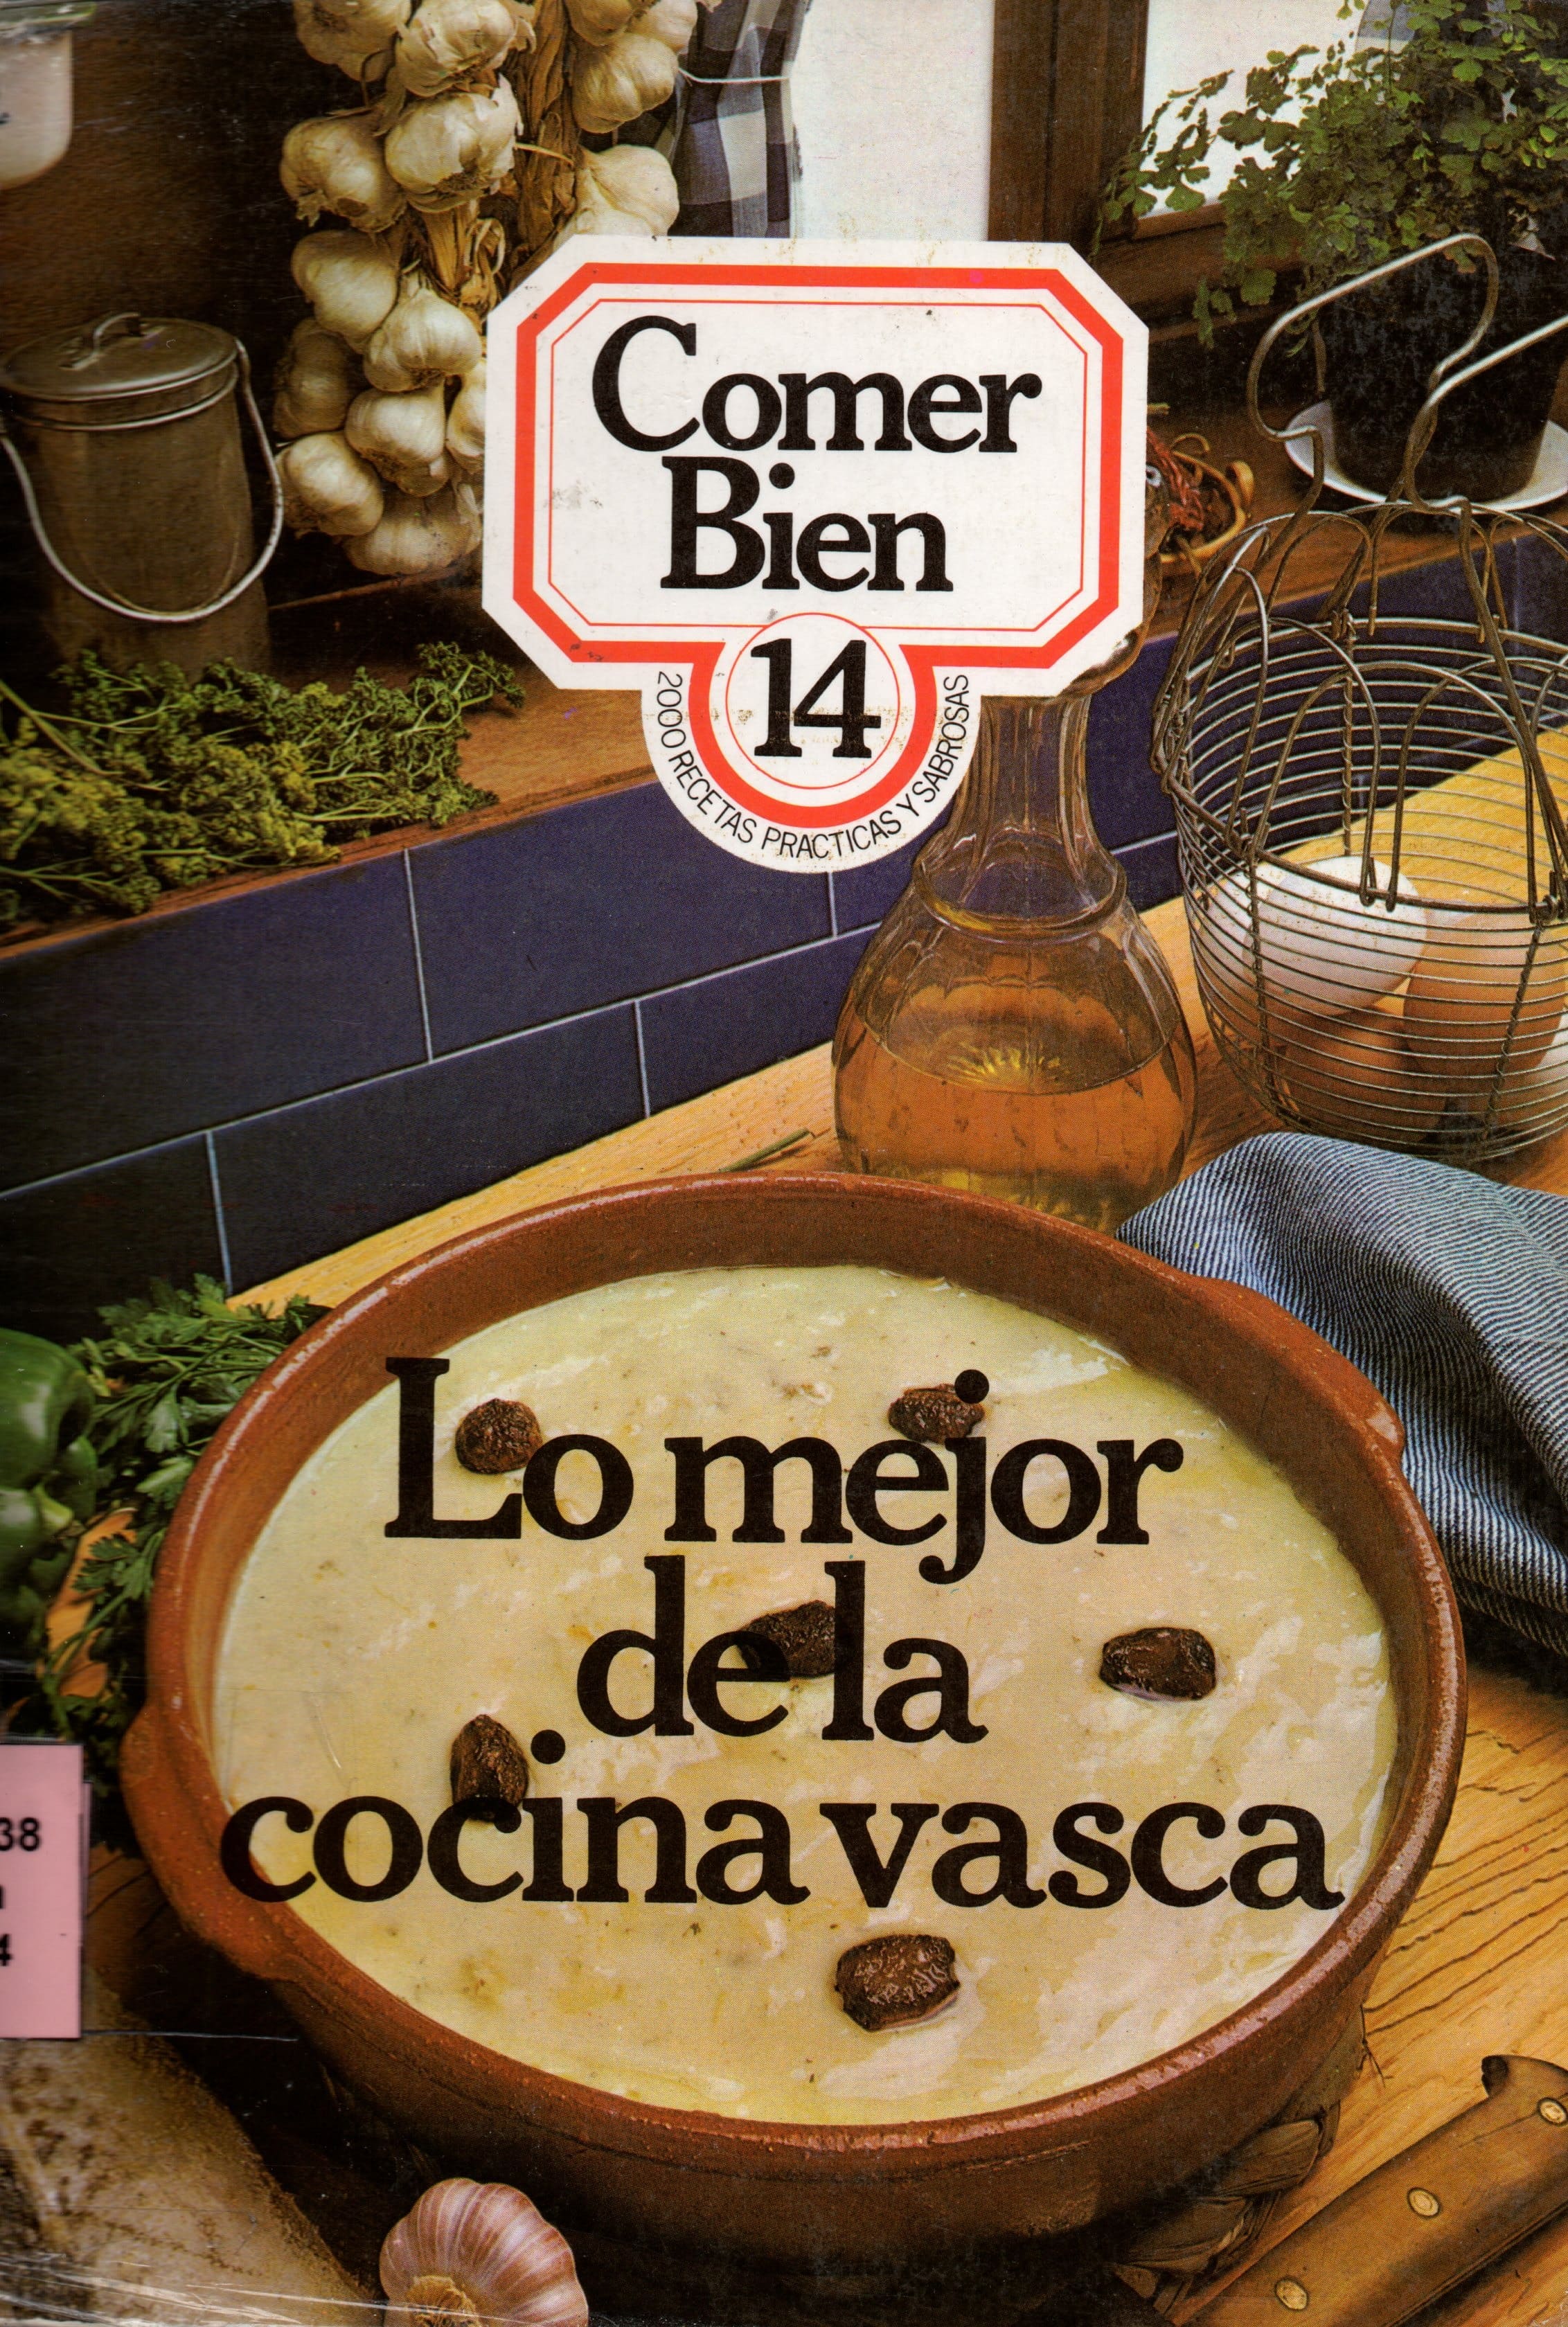 Comer
Bien
14
2000 RECETAS PRACTICAS Y SABROSAS
Lo mejor
de la
cocina vasca
38
4